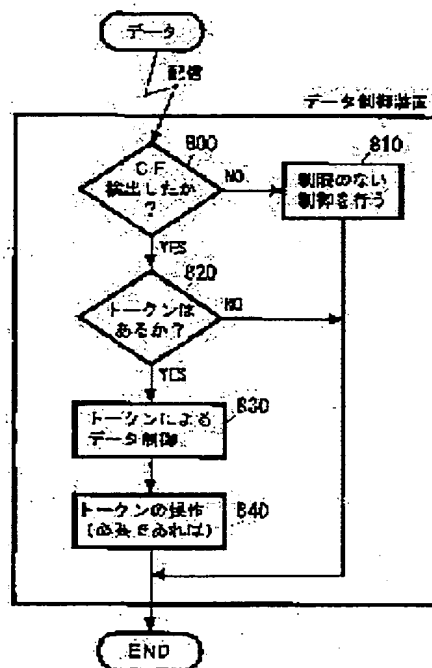 データ
配信
データ制御装置
800
CF
検出したか
?
NO
810
制限のない
制御を行う
YES
820
トークンは
あるか?
NO
YES
830
トークンによる
データ制御
トークンの操作
(必要であれば)
840
END